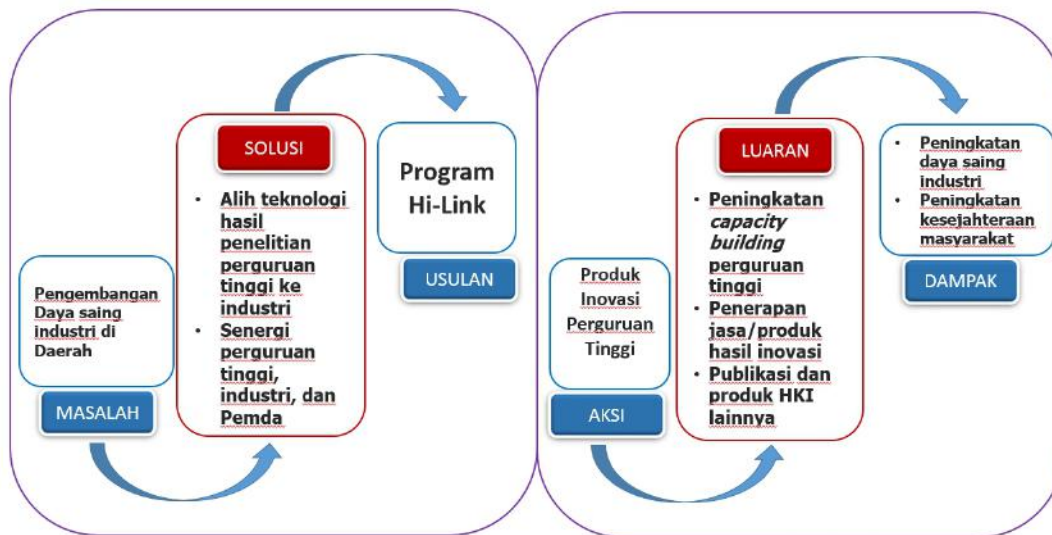 Pengembangan
Daya saing
industri di
Daerah
MASALAH
SOLUSI
• Alih teknologi
hasil
penelitian
perguruan
tinggi ke
industri
• Senergi
perguruan
tinggi,
industri, dan
Pemda
Program
Hi-Link
USULAN
Produk
Inovasi
Perguruan
Tinggi
AKSI
LUARAN
• Peningkatan
capacity
building
perguruan
tinggi
• Penerapan
jasa/produk
hasil inovasi
• Publikasi dan
produk HKI
lainnya
• Peningkatan
daya saing
industri
• Peningkatan
kesejahteraan
masyarakat
DAMPAK